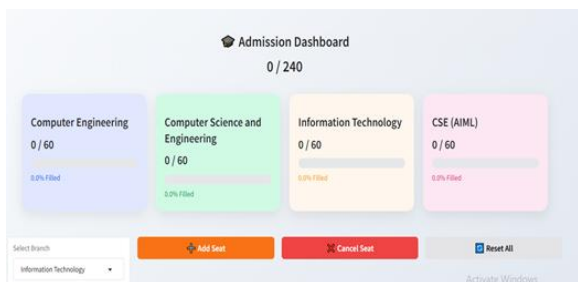 🎓 Admission Dashboard
0 / 240
Computer Engineering
0 / 60
0.0% Filled
Computer Science and
Engineering
0 / 60
0.0% Filled
Information Technology
0 / 60
0.0% Filled
CSE (AIML)
0 / 60
0.0% Filled
Select Branch
Information Technology
➕ Add Seat
❌ Cancel Seat
🔄 Reset All
Activate Windows